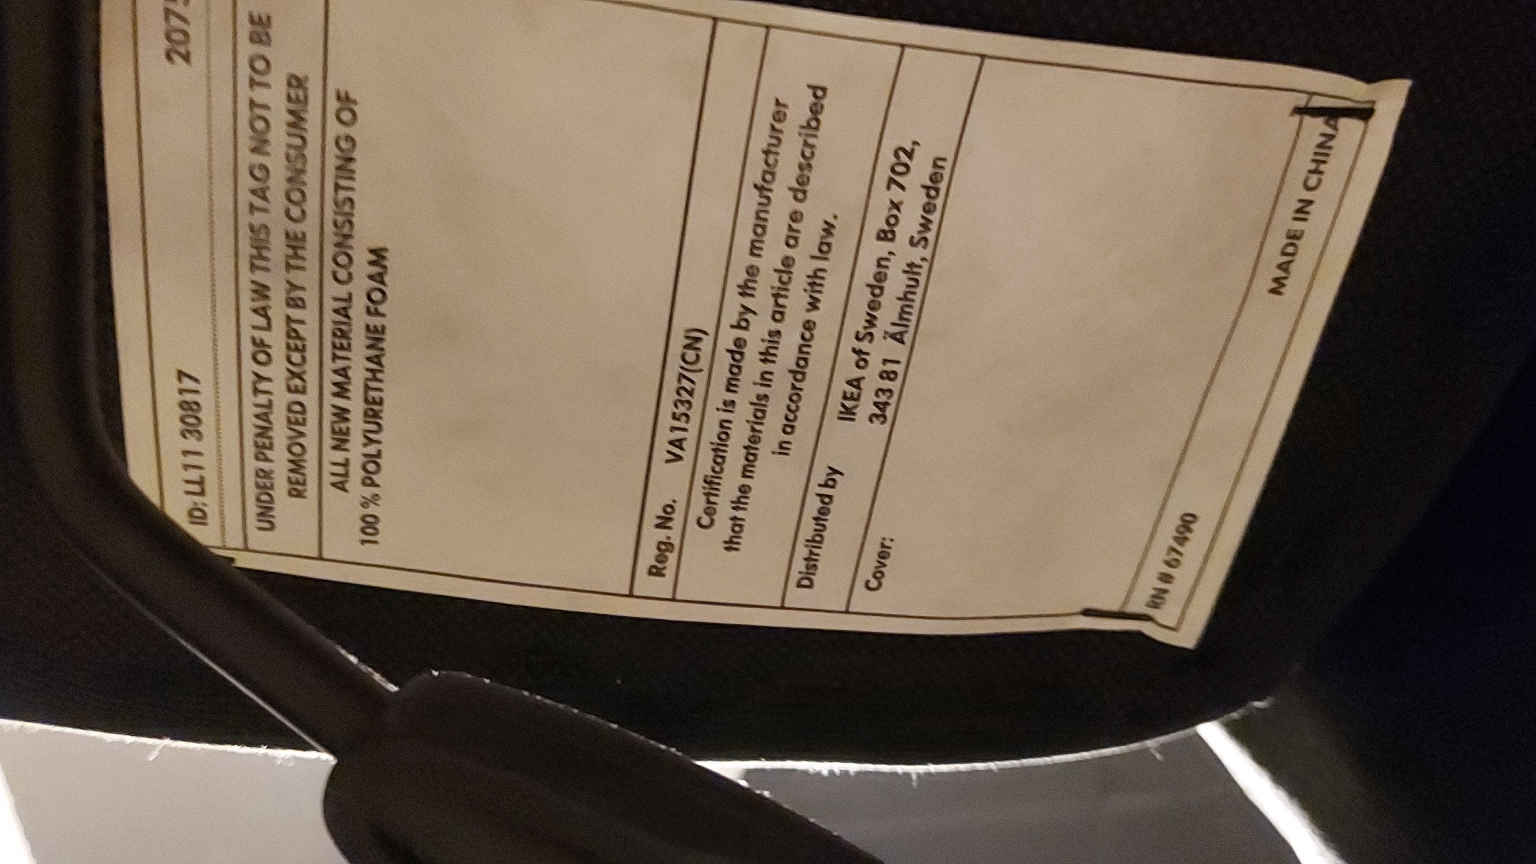 ID: LL11 30817
UNDER PENALTY OF LAW THIS TAG NOT TO BE
REMOVED EXCEPT BY THE CONSUMER
ALL NEW MATERIAL CONSISTING OF
100 % POLYURETHANE FOAM
Reg. No. VA15327(CN)
Certification is made by the manufacturer
that the materials in this article are described
in accordance with law.
Distributed by IKEA of Sweden, Box 702,
343 81 Älmhult, Sweden
Cover:
RN # 67490 MADE IN CHINA